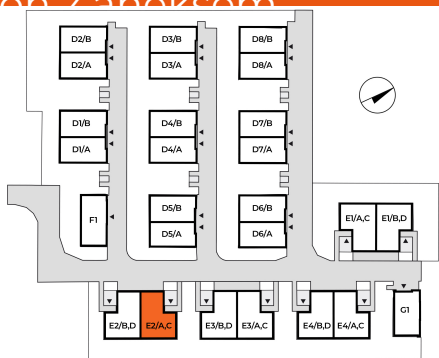 D2/B D3/B D8/B
D2/A D3/A D8/A
D1/B D4/B D7/B
D1/A D4/A D7/A
F1 D5/B D6/B
D5/A D6/A
E1/A,C E1/B,D
E2/B,D E2/A,C E3/B,D E3/A,C E4/B,D E4/A,C
G1